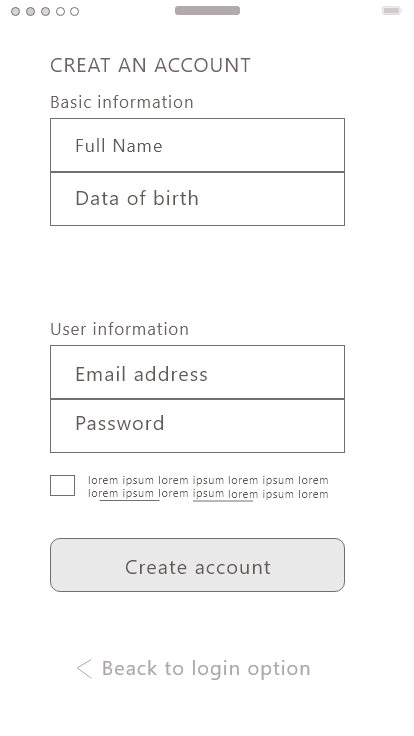 CREAT AN ACCOUNT
Basic information
Full Name
Data of birth
User information
Email address
Password
lorem ipsum lorem ipsum lorem ipsum lorem
lorem ipsum lorem ipsum lorem ipsum lorem
Create account
< Beack to login option